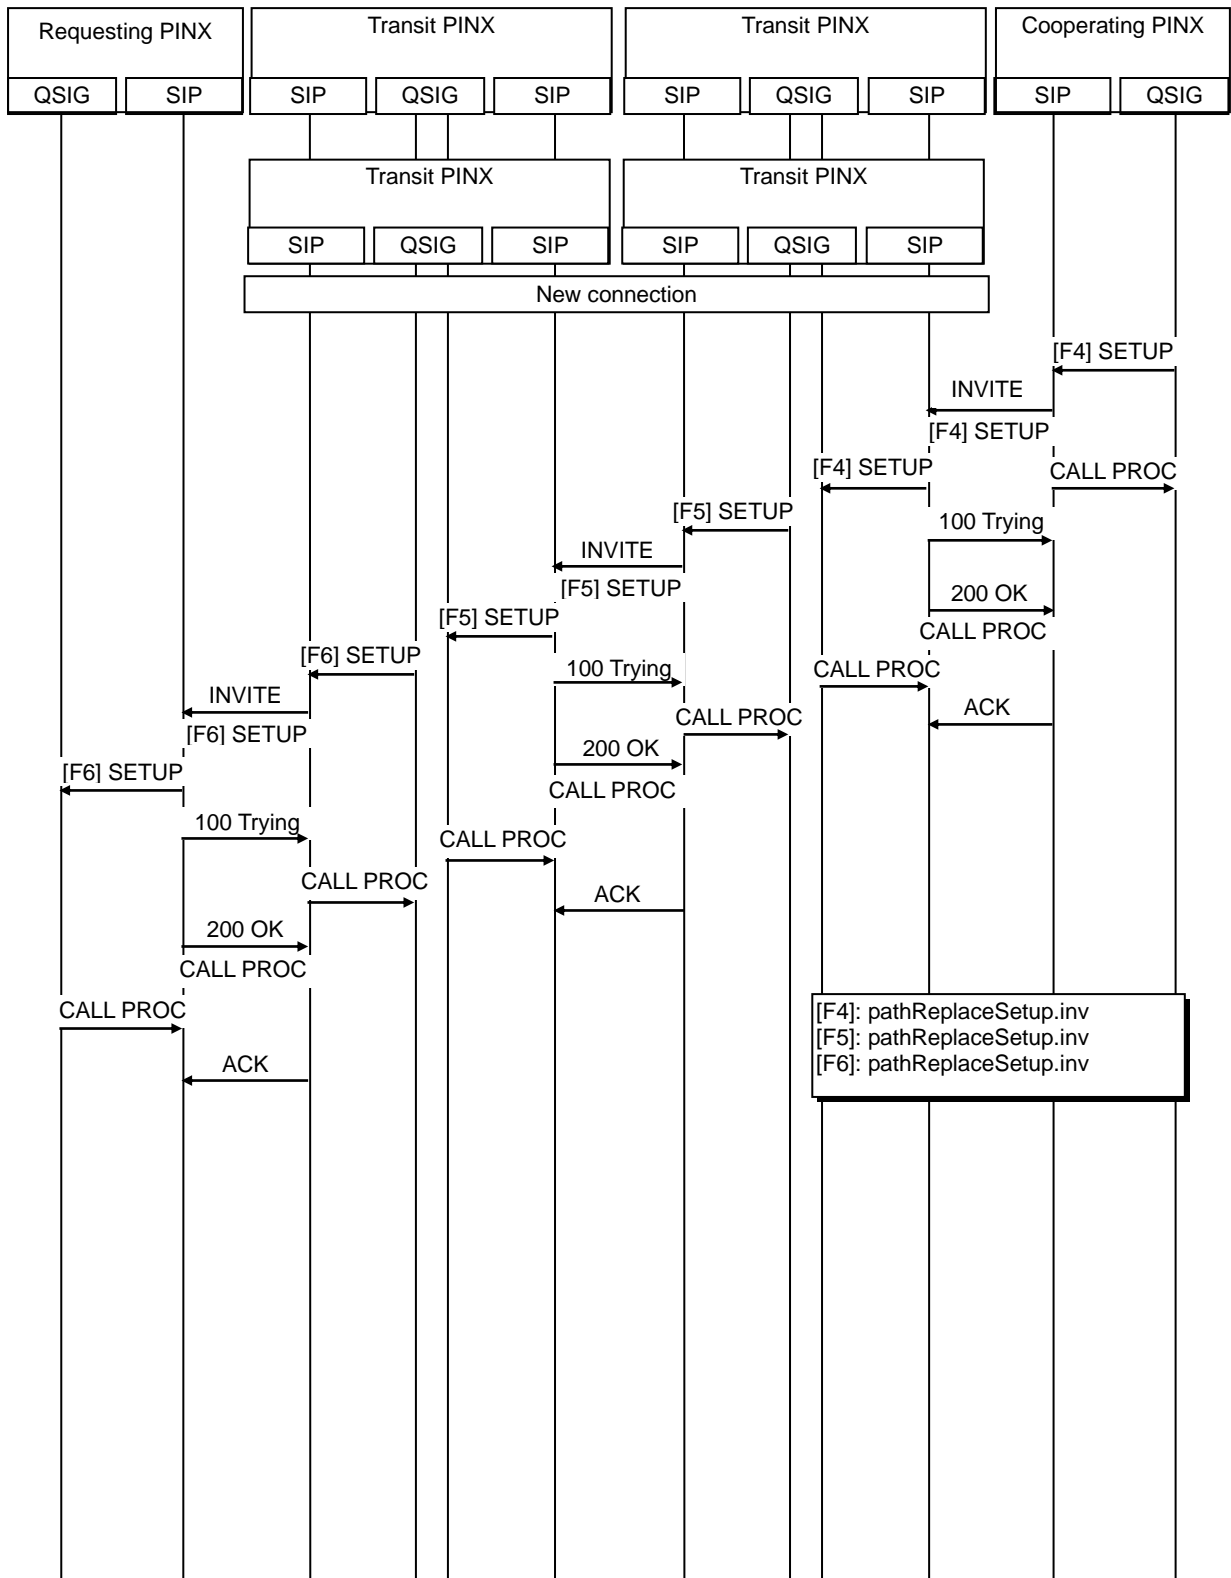 Requesting PINX
Transit PINX
Transit PINX
Cooperating PINX
QSIG
SIP
SIP
QSIG
SIP
SIP
QSIG
SIP
SIP
QSIG
Transit PINX
Transit PINX
SIP
QSIG
SIP
SIP
QSIG
SIP
New connection
[F4] SETUP
INVITE
[F4] SETUP
[F4] SETUP
CALL PROC
[F5] SETUP
100 Trying
INVITE
[F5] SETUP
200 OK
[F5] SETUP
CALL PROC
[F6] SETUP
100 Trying
CALL PROC
INVITE
ACK
CALL PROC
[F6] SETUP
200 OK
[F6] SETUP
CALL PROC
100 Trying
CALL PROC
CALL PROC
ACK
200 OK
CALL PROC
CALL PROC
[F4]: pathReplaceSetup.inv
[F5]: pathReplaceSetup.inv
[F6]: pathReplaceSetup.inv
ACK